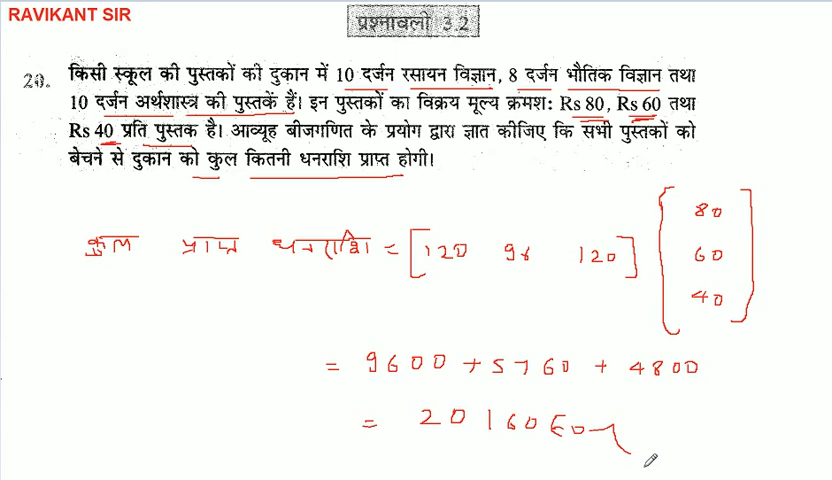 RAVIKANT SIR
प्रश्नावली 3.2
20. किसी स्कूल की पुस्तकों की दुकान में 10 दर्जन रसायन विज्ञान, 8 दर्जन भौतिक विज्ञान तथा
10 दर्जन अर्थशास्त्र की पुस्तकें हैं। इन पुस्तकों का विक्रय मूल्य क्रमश: Rs 80, Rs 60 तथा
Rs 40 प्रति पुस्तक है। आव्यूह बीजगणित के प्रयोग द्वारा ज्ञात कीजिए कि सभी पुस्तकों को
बेचने से दुकान को कुल कितनी धनराशि प्राप्त होगी।
कुल प्राप्त धनराशि = [120 96 120] [80
60
40]
= 9600 + 5760 + 4800
= 20160 रु०